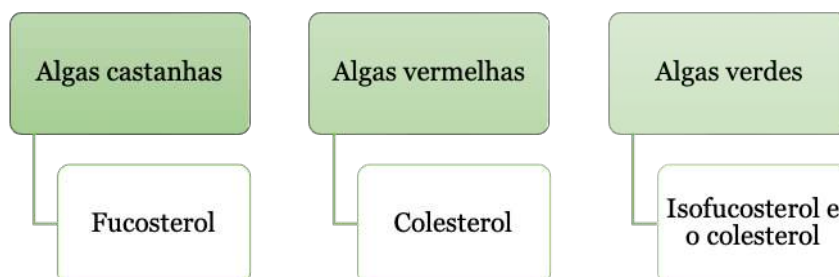 Algas castanhas
Algas vermelhas
Algas verdes
Fucosterol
Colesterol
Isofucosterol e
o colesterol